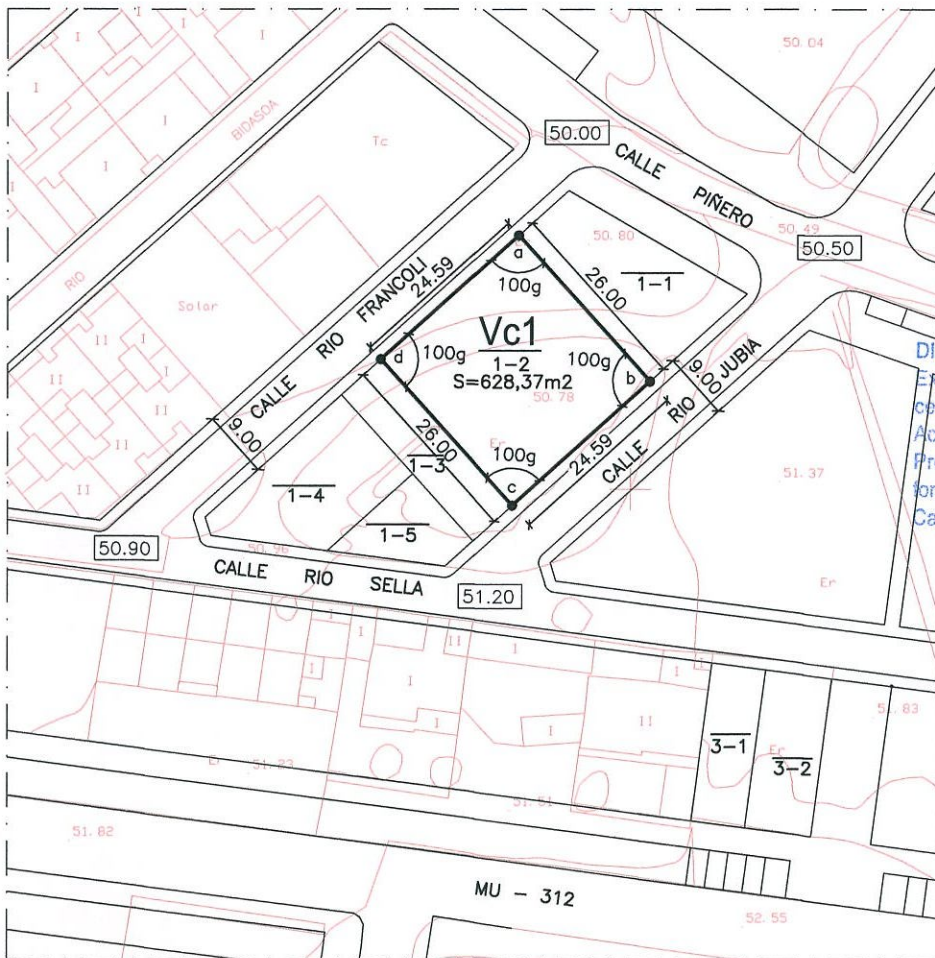 I
I
I
I
I
I
I
50.04
BIDASOA
Tc
50.00
CALLE PIÑERO
50.49
50.50
50.80
1-1
a
100g
24.59
CALLE RIO FRANCOLI
26.00
RIO
Solar
Vc1
1-2
S=628,37m2
d
100g
100g
b
50.78
Er
9.00
CALLE RIO JUBIA
II
I
II
I
II
II
II
II
9.00
26.00
100g
c
24.59
1-3
1-4
1-5
51.37
50.90
50.96
CALLE RIO SELLA
51.20
Er
I
I
II
I
I
I
I
I
I
I
I
II
51.83
3-1
Er
3-2
Er
51.23
51.51
51.82
MU - 312
52.55